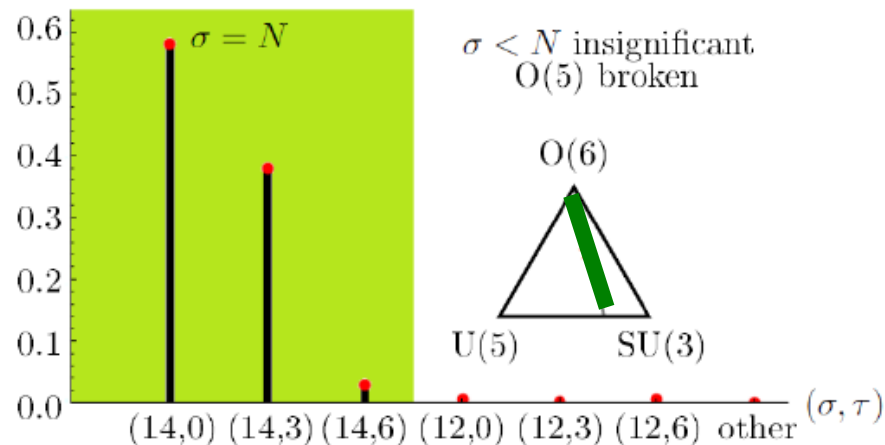 0.6
0.5
0.4
0.3
0.2
0.1
0.0
σ = N
σ < N insignificant
O(5) broken
O(6)
U(5) SU(3)
(14,0) (14,3) (14,6) (12,0) (12,3) (12,6) other (σ, τ)